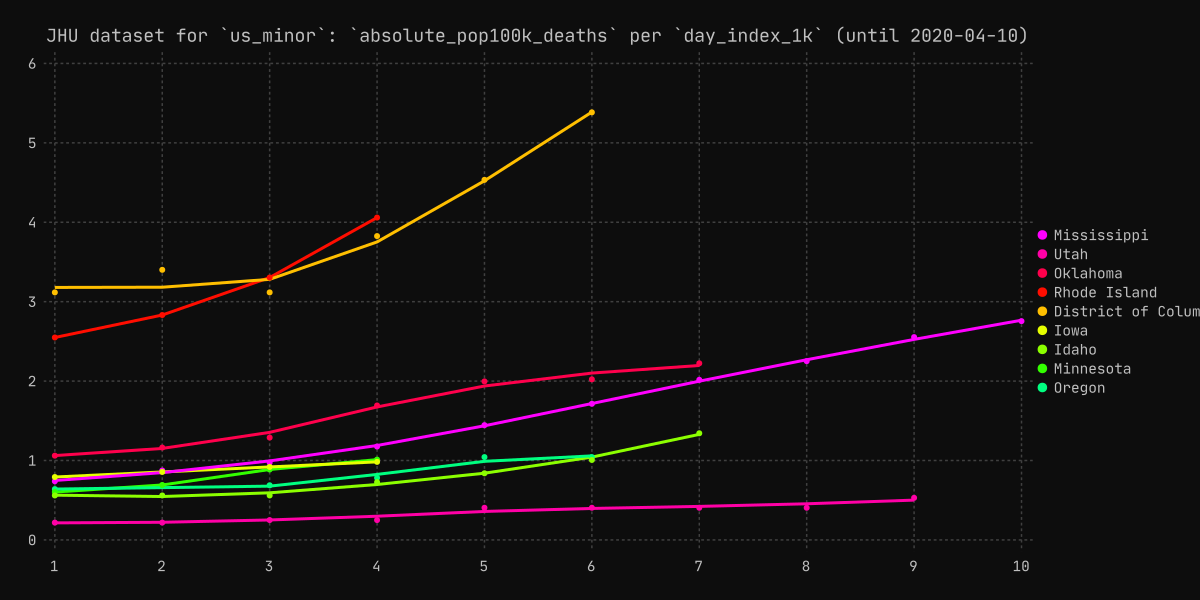 JHU dataset for `us_minor`: `absolute_pop100k_deaths` per `day_index_1k` (until 2020-04-10)
6
5
4
3
2
1
0
1 2 3 4 5 6 7 8 9 10
Mississippi
Utah
Oklahoma
Rhode Island
District of Colum
Iowa
Idaho
Minnesota
Oregon